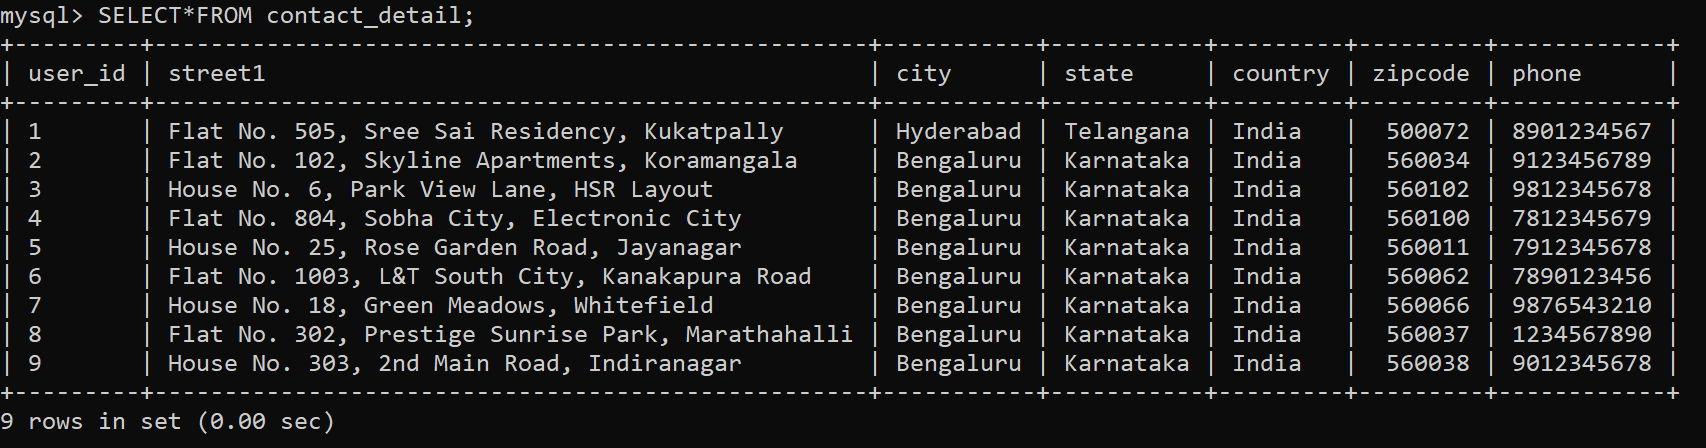 mysql> SELECT*FROM contact_detail;
+---------+---------------------------------------------------+-----------+-----------+---------+---------+------------+
| user_id | street1                                           | city      | state     | country | zipcode | phone      |
+---------+---------------------------------------------------+-----------+-----------+---------+---------+------------+
| 1       | Flat No. 505, Sree Sai Residency, Kukatpally      | Hyderabad | Telangana | India   |  500072 | 8901234567 |
| 2       | Flat No. 102, Skyline Apartments, Koramangala     | Bengaluru | Karnataka | India   |  560034 | 9123456789 |
| 3       | House No. 6, Park View Lane, HSR Layout           | Bengaluru | Karnataka | India   |  560102 | 9812345678 |
| 4       | Flat No. 804, Sobha City, Electronic City         | Bengaluru | Karnataka | India   |  560100 | 7812345679 |
| 5       | House No. 25, Rose Garden Road, Jayanagar         | Bengaluru | Karnataka | India   |  560011 | 7912345678 |
| 6       | Flat No. 1003, L&T South City, Kanakapura Road    | Bengaluru | Karnataka | India   |  560062 | 7890123456 |
| 7       | House No. 18, Green Meadows, Whitefield           | Bengaluru | Karnataka | India   |  560066 | 9876543210 |
| 8       | Flat No. 302, Prestige Sunrise Park, Marathahalli | Bengaluru | Karnataka | India   |  560037 | 1234567890 |
| 9       | House No. 303, 2nd Main Road, Indiranagar         | Bengaluru | Karnataka | India   |  560038 | 9012345678 |
+---------+---------------------------------------------------+-----------+-----------+---------+---------+------------+
9 rows in set (0.00 sec)